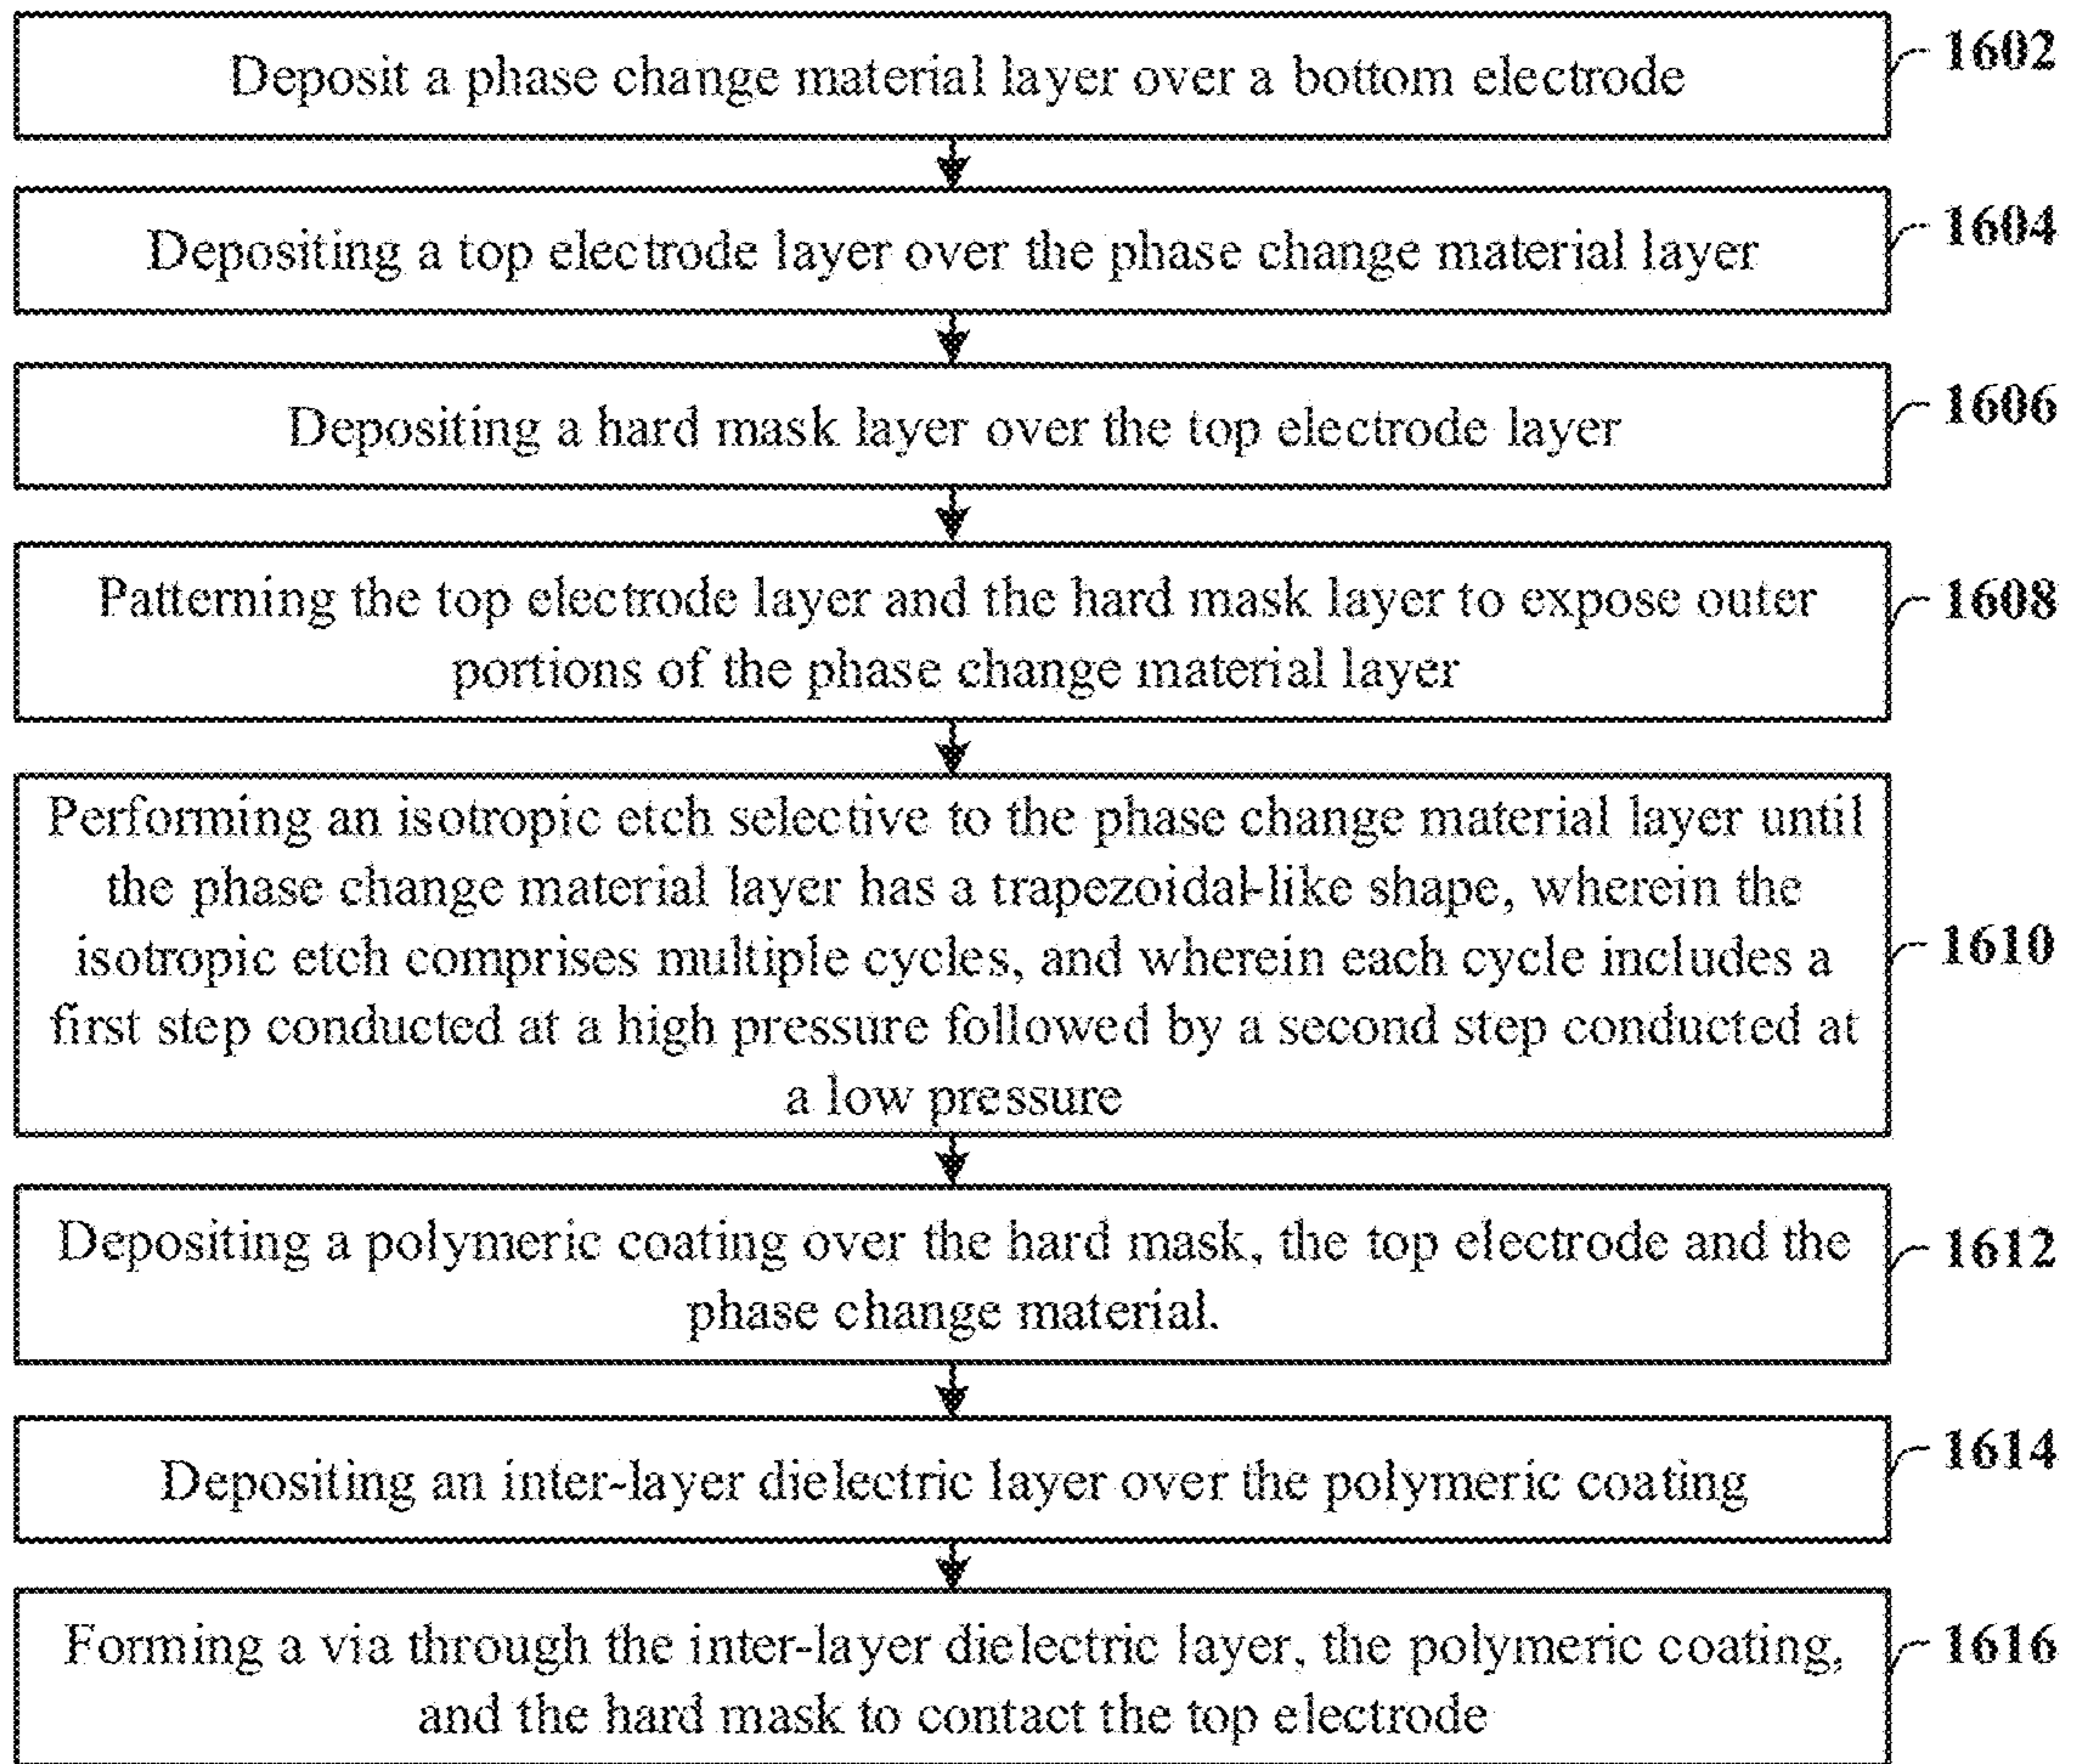 Deposit a phase change material layer over a bottom electrode
1602
Depositing a top electrode layer over the phase change material layer
1604
Depositing a hard mask layer over the top electrode layer
1606
Patterning the top electrode layer and the hard mask layer to expose outer
portions of the phase change material layer
1608
Performing an isotropic etch selective to the phase change material layer until
the phase change material layer has a trapezoidal-like shape, wherein the
isotropic etch comprises multiple cycles, and wherein each cycle includes a
first step conducted at a high pressure followed by a second step conducted at
a low pressure
1610
Depositing a polymeric coating over the hard mask, the top electrode and the
phase change material.
1612
Depositing an inter-layer dielectric layer over the polymeric coating
1614
Forming a via through the inter-layer dielectric layer, the polymeric coating,
and the hard mask to contact the top electrode
1616